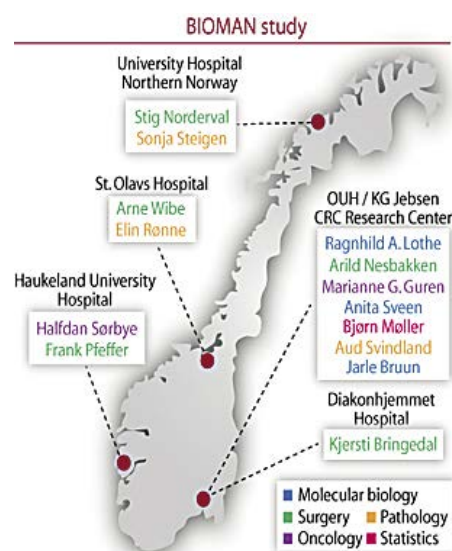 BIOMAN study
University Hospital
Northern Norway
Stig Norderval
Sonja Steigen
St. Olavs Hospital
Arne Wibe
Elin Rønne
OUH / KG Jebsen
CRC Research Center
Ragnhild A. Lothe
Arild Nesbakken
Marianne G. Guren
Anita Sveen
Bjørn Møller
Aud Svindland
Jarle Bruun
Haukeland University
Hospital
Halfdan Sørbye
Frank Pfeffer
Diakonhjemmet
Hospital
Kjersti Bringedal
Molecular biology
Surgery
Pathology
Oncology
Statistics